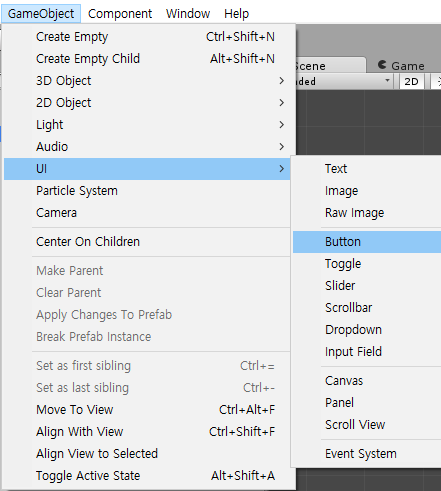 GameObject Component Window Help
Create Empty Ctrl+Shift+N
Create Empty Child Alt+Shift+N
3D Object
2D Object
Light
Audio
UI
Particle System
Camera
Center On Children
Make Parent
Clear Parent
Apply Changes To Prefab
Break Prefab Instance
Set as first sibling Ctrl+=
Set as last sibling Ctrl+-
Move To View Ctrl+Alt+F
Align With View Ctrl+Shift+F
Align View to Selected
Toggle Active State Alt+Shift+A
Scene Game
2D
Text
Image
Raw Image
Button
Toggle
Slider
Scrollbar
Dropdown
Input Field
Canvas
Panel
Scroll View
Event System